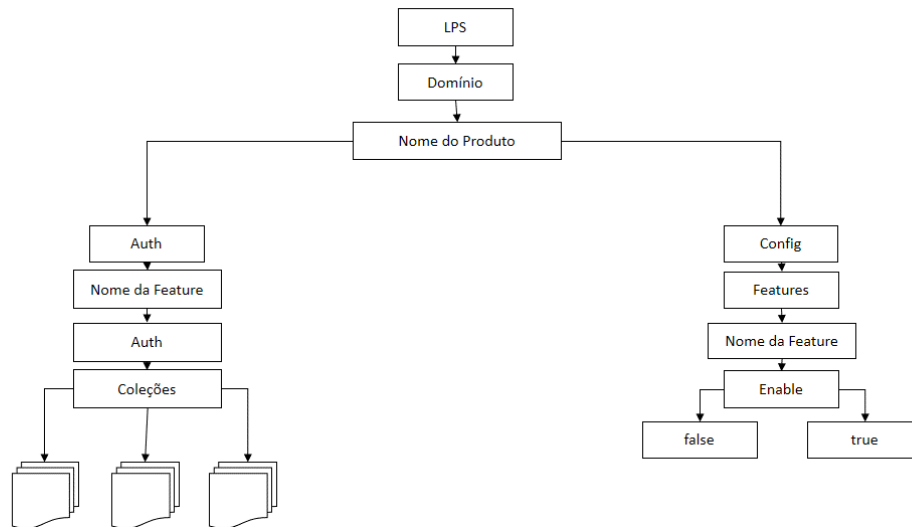 LPS
Domínio
Nome do Produto
Auth
Config
Nome da Feature
Features
Auth
Nome da Feature
Coleções
Enable
false
true